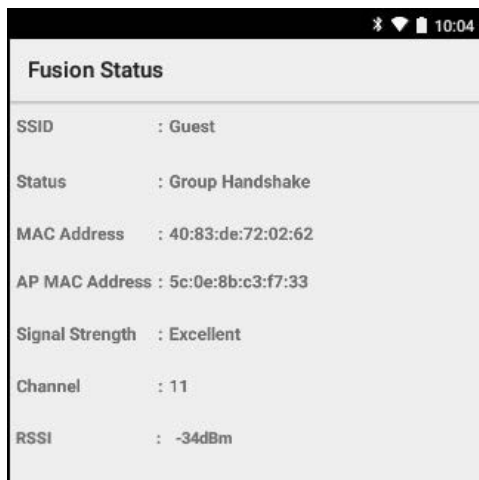 10:04
Fusion Status
SSID : Guest
Status : Group Handshake
MAC Address : 40:83:de:72:02:62
AP MAC Address : 5c:0e:8b:c3:f7:33
Signal Strength : Excellent
Channel : 11
RSSI : -34dBm